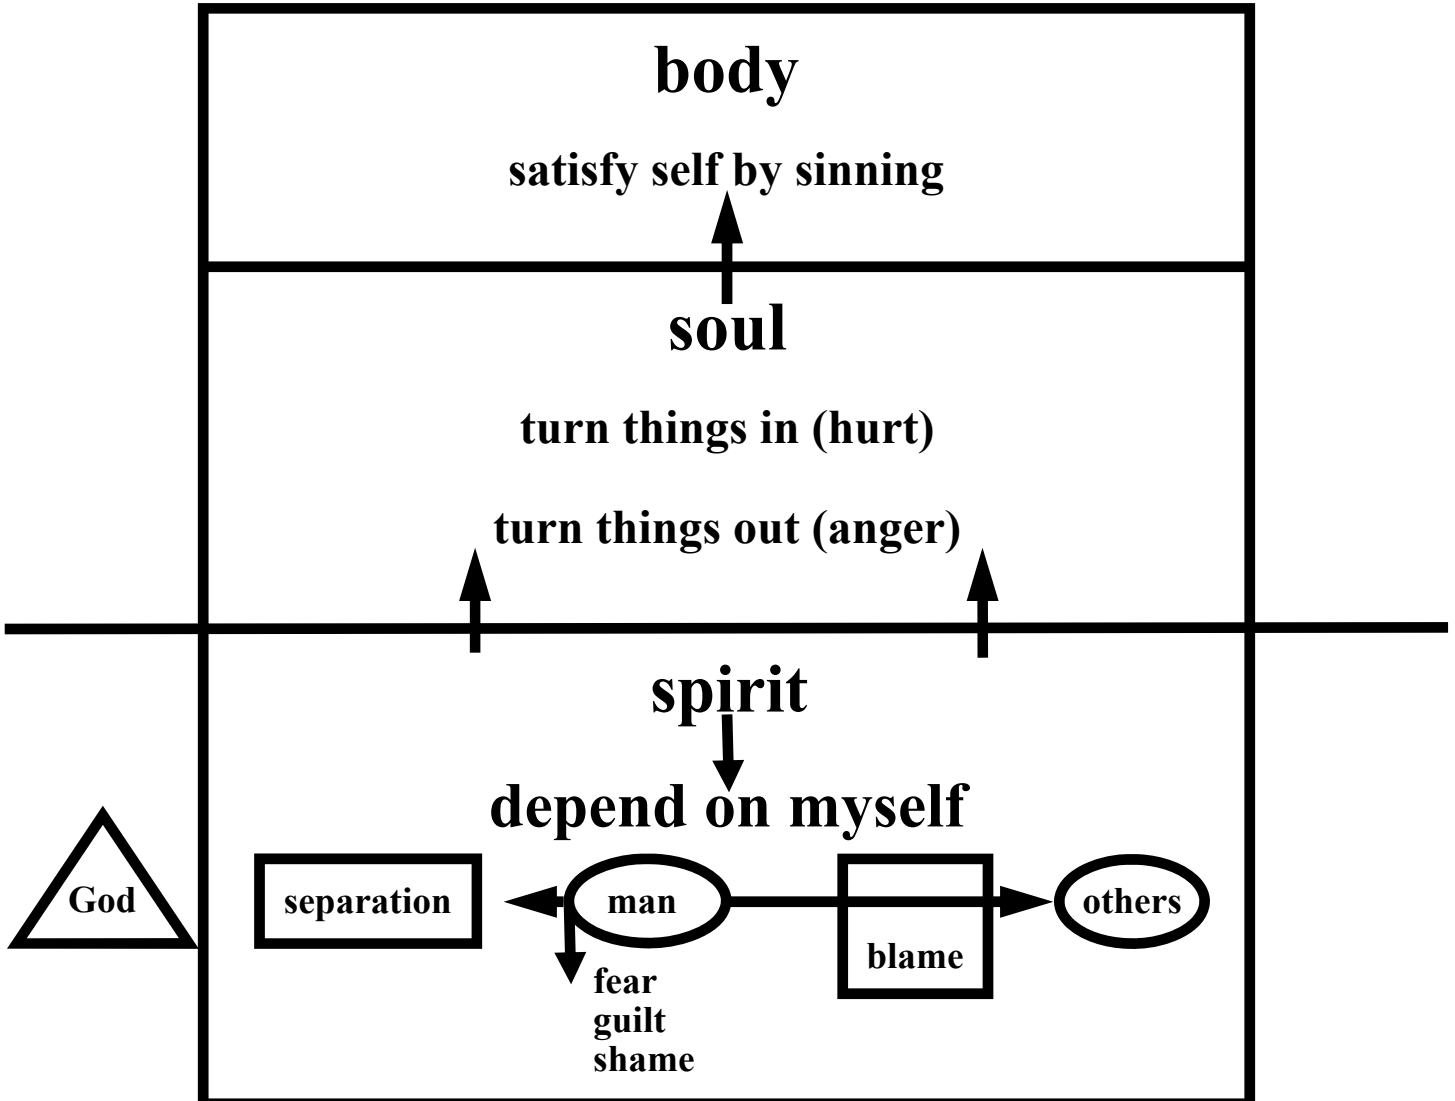 body
satisfy self by sinning
soul
turn things in (hurt)
turn things out (anger)
spirit
depend on myself
God
separation
man
others
blame
fear
guilt
shame